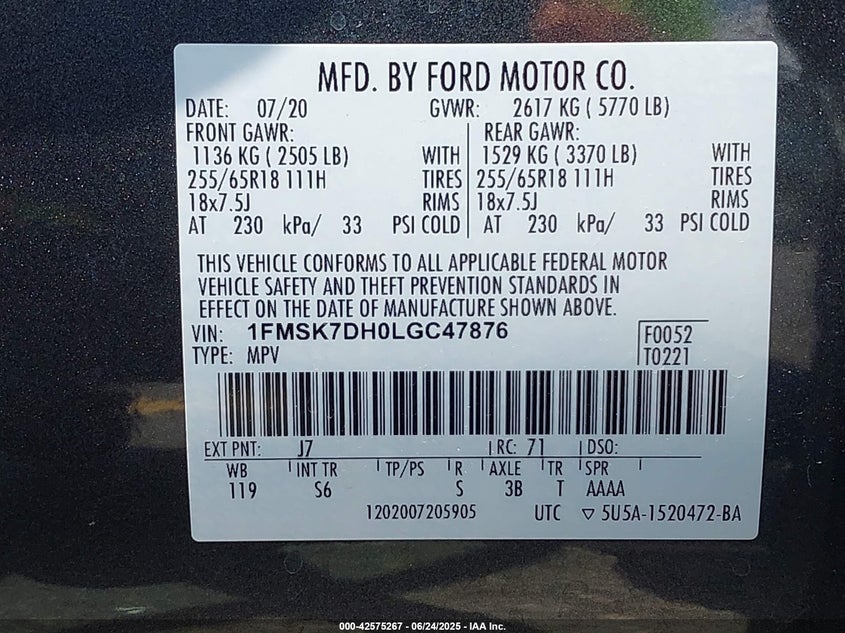 MFD. BY FORD MOTOR CO.
DATE: 07/20 GVWR: 2617 KG ( 5770 LB)
FRONT GAWR: REAR GAWR:
1136 KG ( 2505 LB) WITH 1529 KG ( 3370 LB) WITH
255/65R18 111H TIRES 255/65R18 111H TIRES
18x7.5J RIMS 18x7.5J RIMS
AT 230 kPa/ 33 PSI COLD AT 230 kPa/ 33 PSI COLD
THIS VEHICLE CONFORMS TO ALL APPLICABLE FEDERAL MOTOR
VEHICLE SAFETY AND THEFT PREVENTION STANDARDS IN
EFFECT ON THE DATE OF MANUFACTURE SHOWN ABOVE.
VIN: 1FMSK7DH0LGC47876 F0052
TYPE: MPV T0221
EXT PNT: J7 RC: 71 DSO:
WB INT TR TP/PS R AXLE TR SPR
119 S6 S 3B T AAAA
1202007205905 UTC ▽ 5U5A-1520472-BA
000-42575267 - 06/24/2025 - IAA Inc.